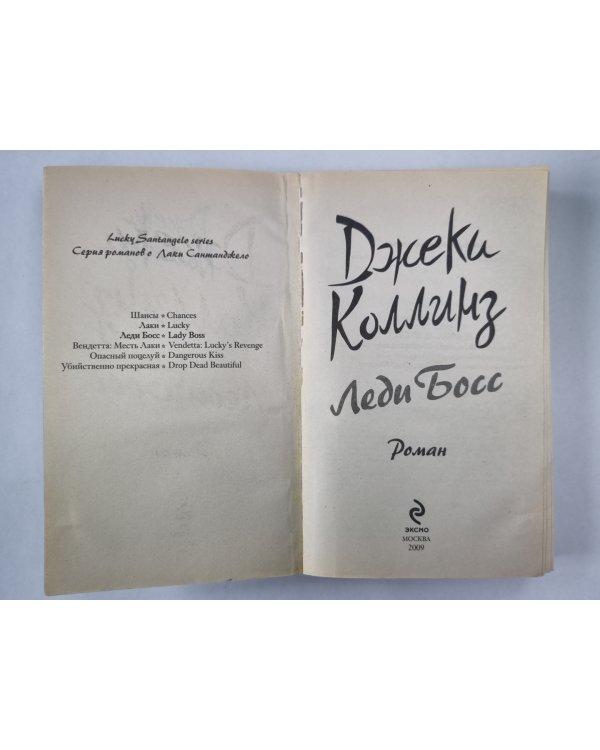 Lucky Santangelo series
Серия романов о Лаки Сантанджело
Шансы ★ Chances
Лаки ★ Lucky
Леди Босс ★ Lady Boss
Вендетта: Месть Лаки ★ Vendetta: Lucky's Revenge
Опасный поцелуй ★ Dangerous Kiss
Убийственно прекрасная ★ Drop Dead Beautiful
Джеки
Коллинз
Леди Босс
Роман
ЭКСМО
МОСКВА
2009